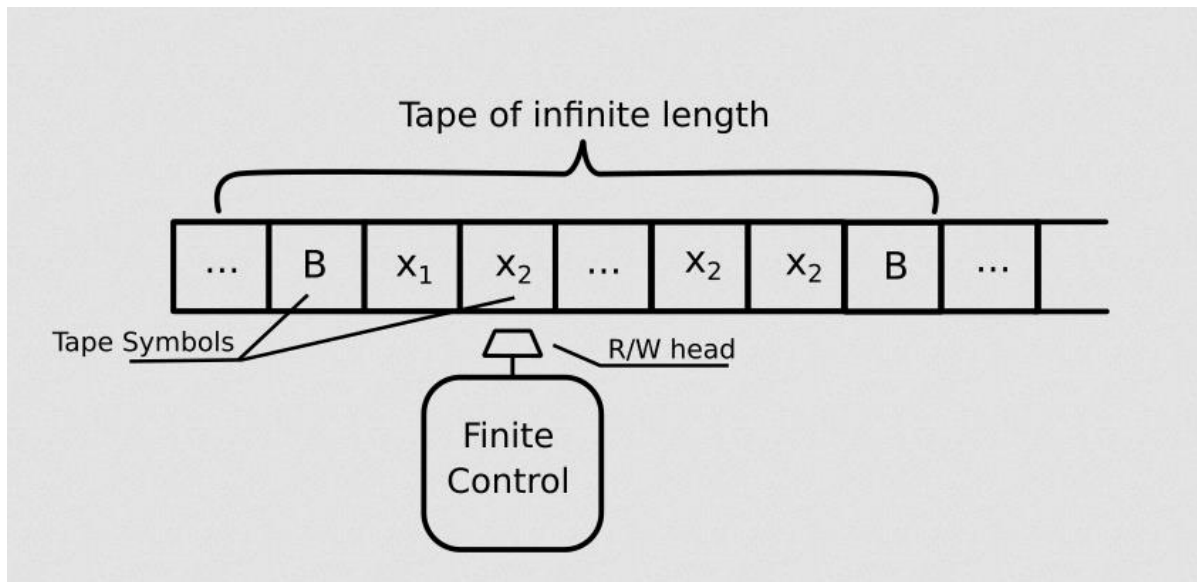 Tape of infinite length
... B x₁ x₂ ... x₂ x₂ B ...
Tape Symbols
R/W head
Finite
Control